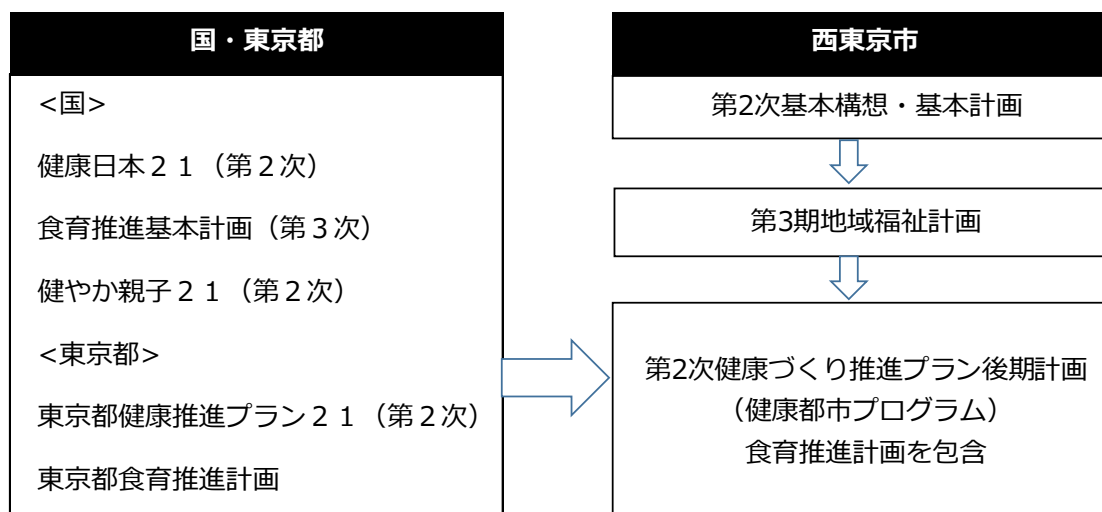 国・東京都
<国>
健康日本２１（第２次）
食育推進基本計画（第３次）
健やか親子２１（第２次）
<東京都>
東京都健康推進プラン２１（第２次）
東京都食育推進計画
西東京市
第2次基本構想・基本計画
第3期地域福祉計画
第2次健康づくり推進プラン後期計画
（健康都市プログラム）
食育推進計画を包含